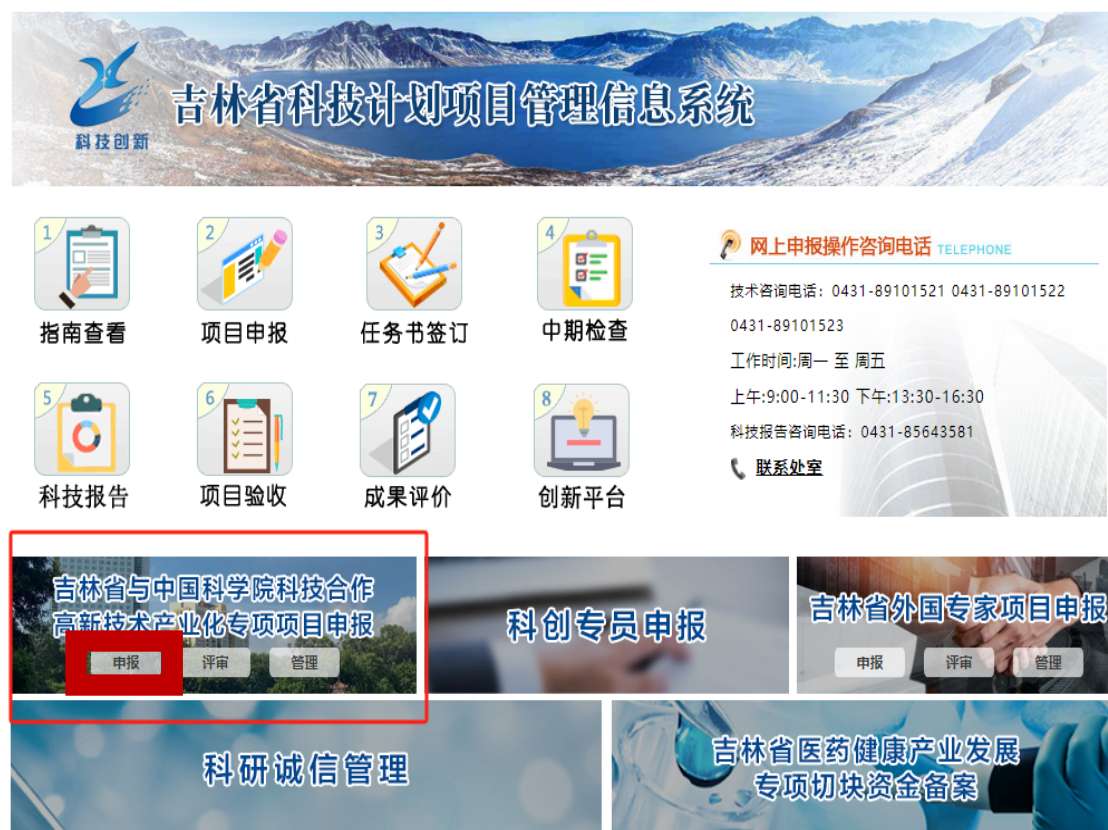 科技创新
吉林省科技计划项目管理信息系统
1
指南查看
2
项目申报
3
任务书签订
4
中期检查
5
科技报告
6
项目验收
7
成果评价
8
创新平台
网上申报操作咨询电话 TELEPHONE
技术咨询电话：0431-89101521 0431-89101522
0431-89101523
工作时间:周一 至 周五
上午:9:00-11:30 下午:13:30-16:30
科技报告咨询电话：0431-85643581
联系处室
吉林省与中国科学院科技合作
高新技术产业化专项项目申报
申报 评审 管理
科创专员申报
吉林省外国专家项目申报
申报 评审 管理
科研诚信管理
吉林省医药健康产业发展
专项切块资金备案